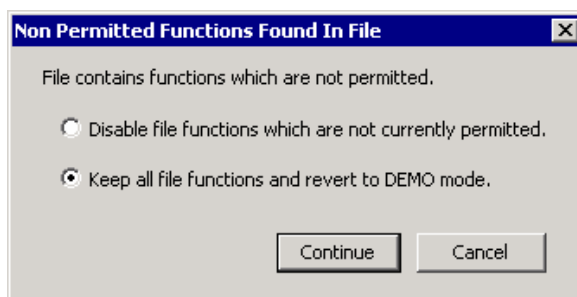 Non Permitted Functions Found In File
File contains functions which are not permitted.
Disable file functions which are not currently permitted.
Keep all file functions and revert to DEMO mode.
Continue Cancel